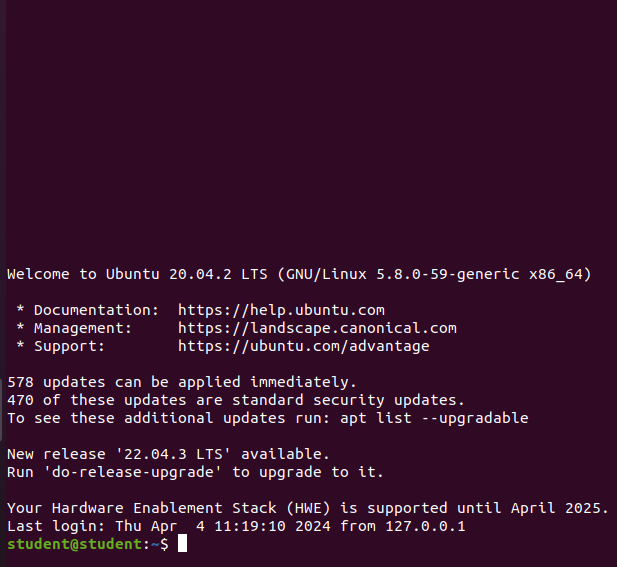 Welcome to Ubuntu 20.04.2 LTS (GNU/Linux 5.8.0-59-generic x86_64)
* Documentation:  https://help.ubuntu.com
* Management:     https://landscape.canonical.com
* Support:        https://ubuntu.com/advantage
578 updates can be applied immediately.
470 of these updates are standard security updates.
To see these additional updates run: apt list --upgradable
New release '22.04.3 LTS' available.
Run 'do-release-upgrade' to upgrade to it.
Your Hardware Enablement Stack (HWE) is supported until April 2025.
Last login: Thu Apr  4 11:19:10 2024 from 127.0.0.1
student@student:~$